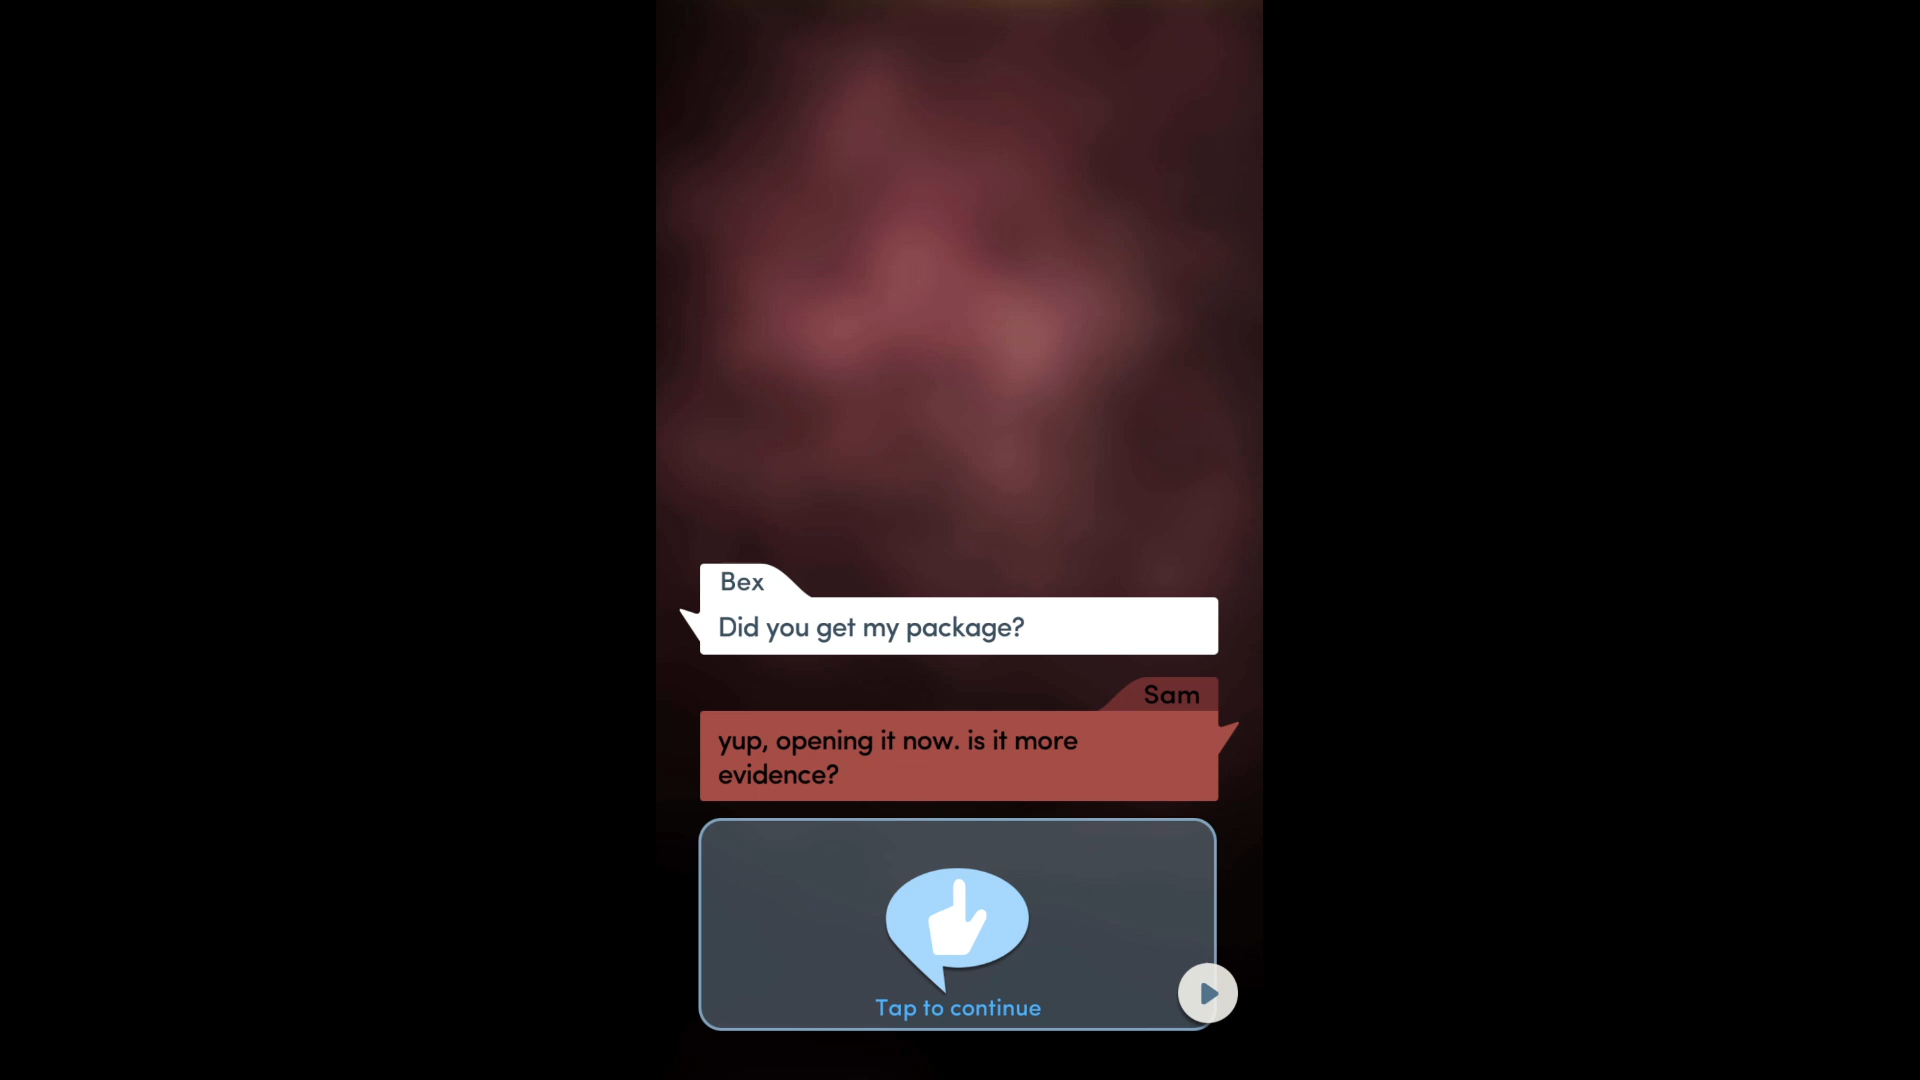 Bex
Did you get my package?
Sam
yup, opening it now. is it more
evidence?
Tap to continue